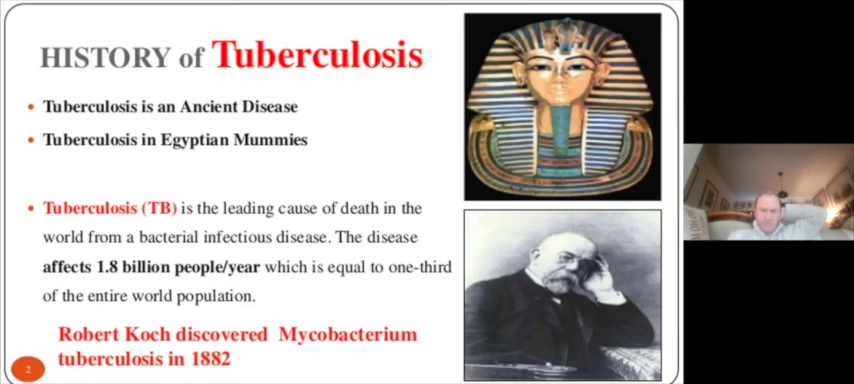 HISTORY of Tuberculosis
Tuberculosis is an Ancient Disease
Tuberculosis in Egyptian Mummies
Tuberculosis (TB) is the leading cause of death in the
world from a bacterial infectious disease. The disease
affects 1.8 billion people/year which is equal to one-third
of the entire world population.
Robert Koch discovered Mycobacterium
tuberculosis in 1882
2